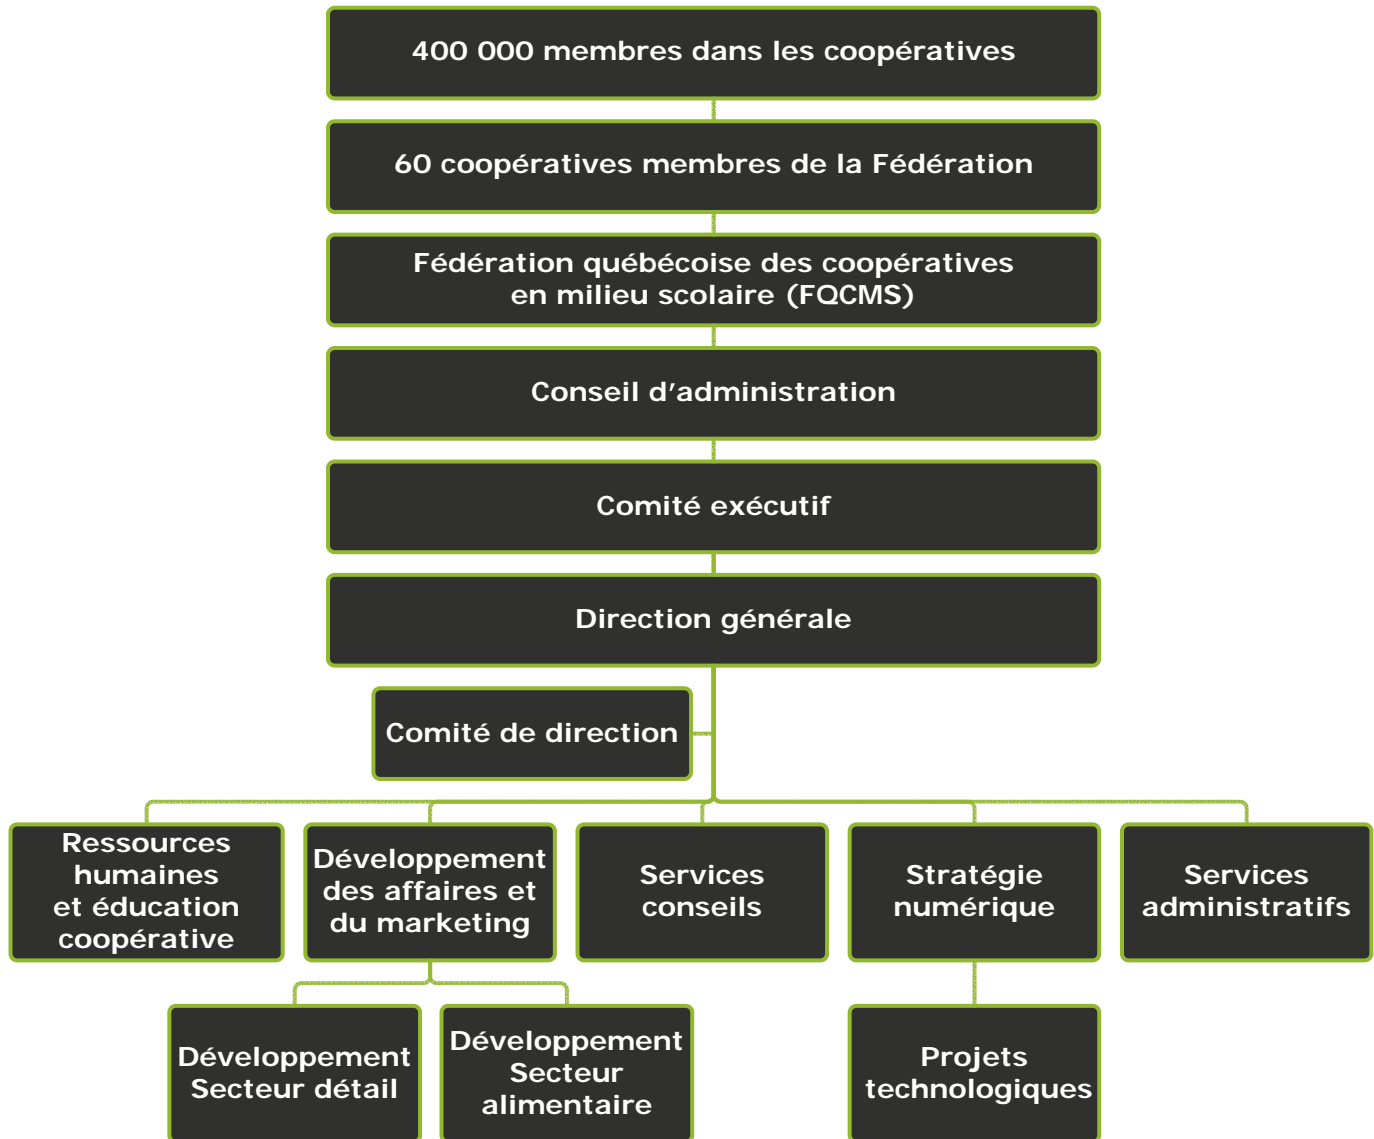 400 000 membres dans les coopératives
60 coopératives membres de la Fédération
Fédération québécoise des coopératives
en milieu scolaire (FQCMS)
Conseil d'administration
Comité exécutif
Direction générale
Comité de direction
Ressources
humaines
et éducation
coopérative
Développement
des affaires et
du marketing
Services
conseils
Stratégie
numérique
Services
administratifs
Développement
Secteur détail
Développement
Secteur
alimentaire
Projets
technologiques